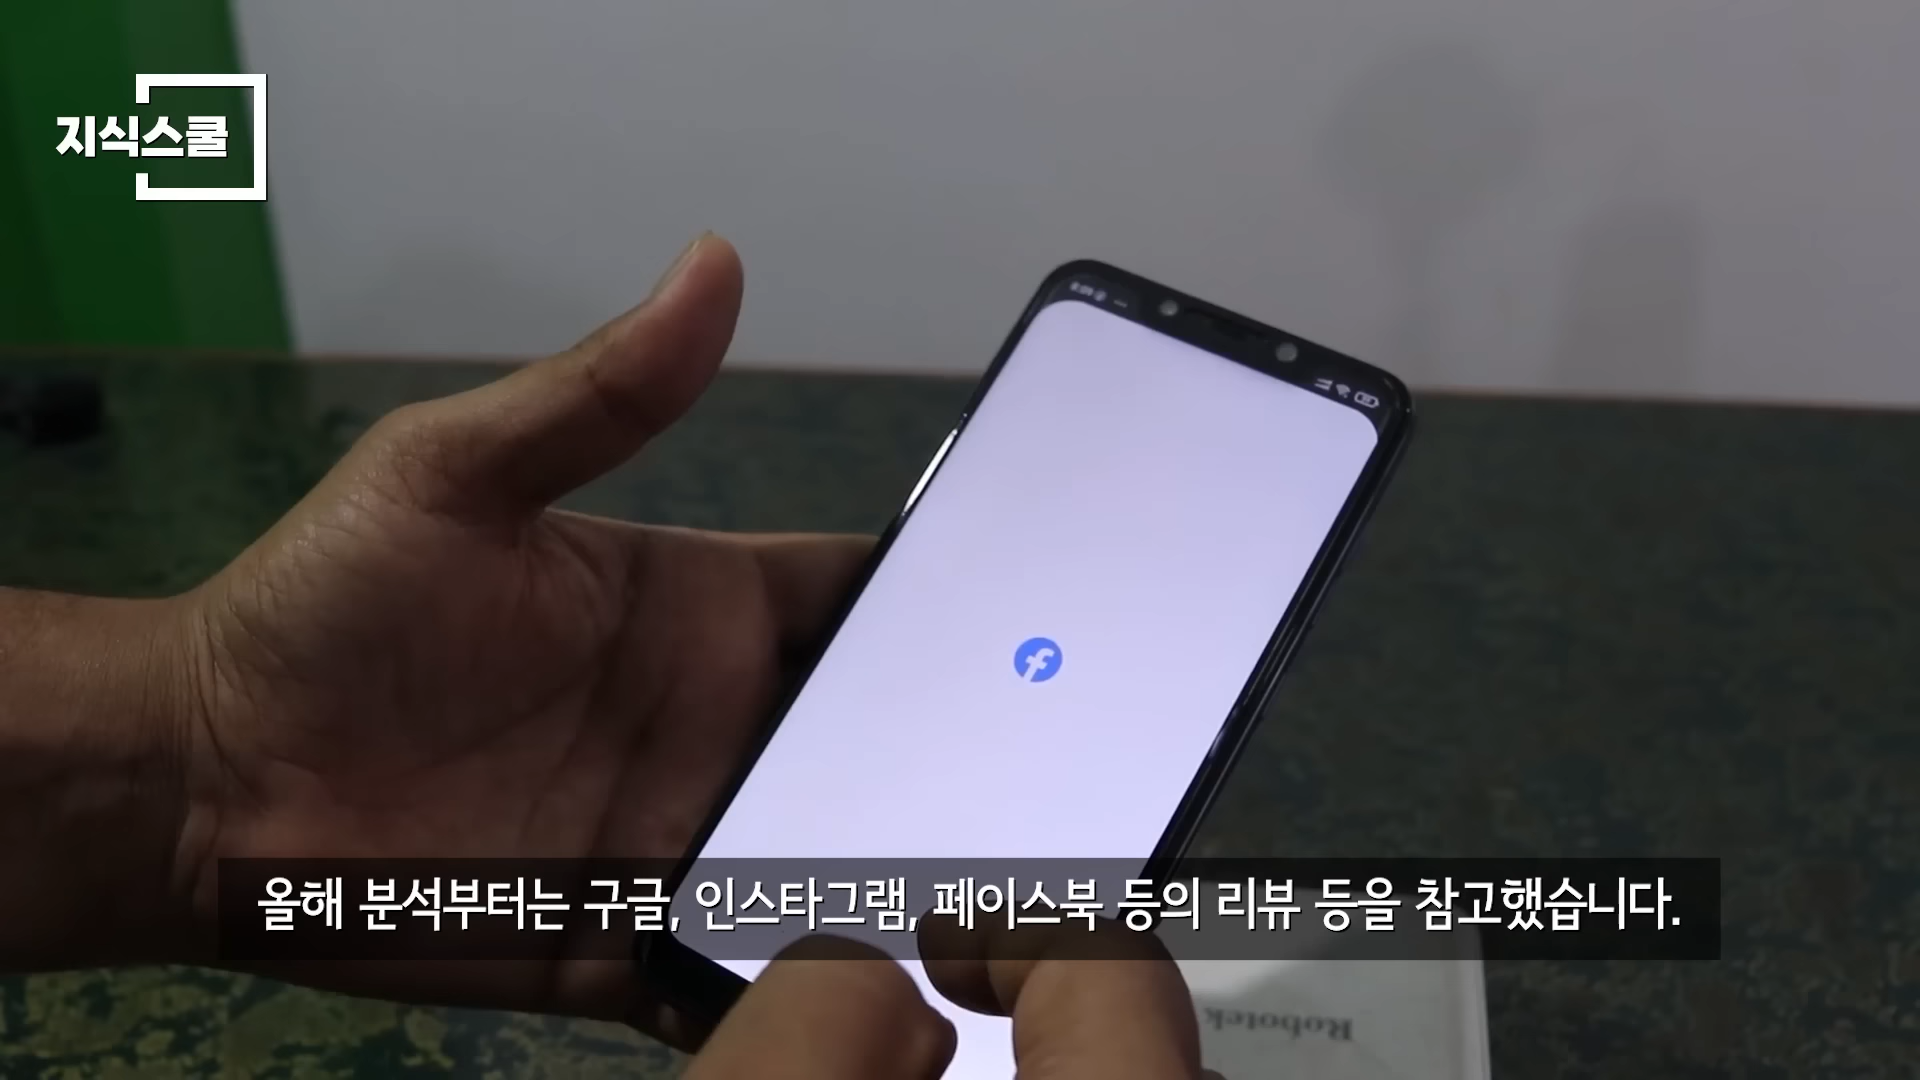 지식스쿨
올해 분석부터는 구글, 인스타그램, 페이스북 등의 리뷰 등을 참고했습니다.
Robotek